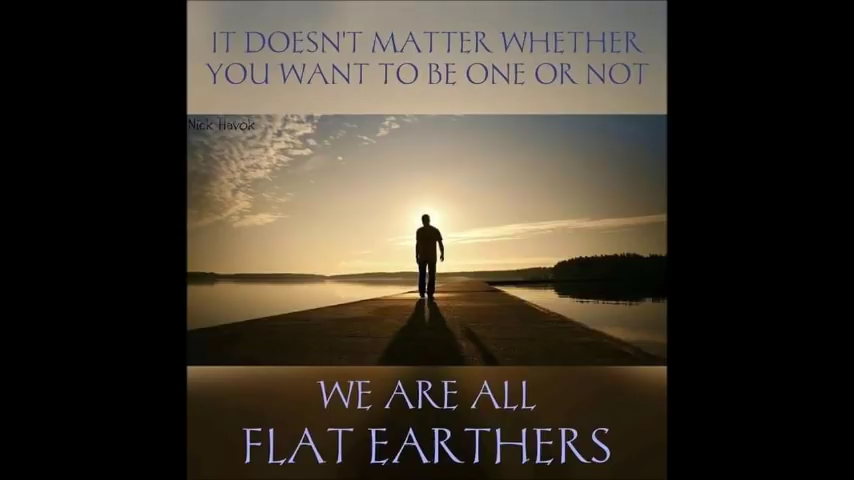 IT DOESN'T MATTER WHETHER
YOU WANT TO BE ONE OR NOT
Nick Havok
WE ARE ALL
FLAT EARTHERS